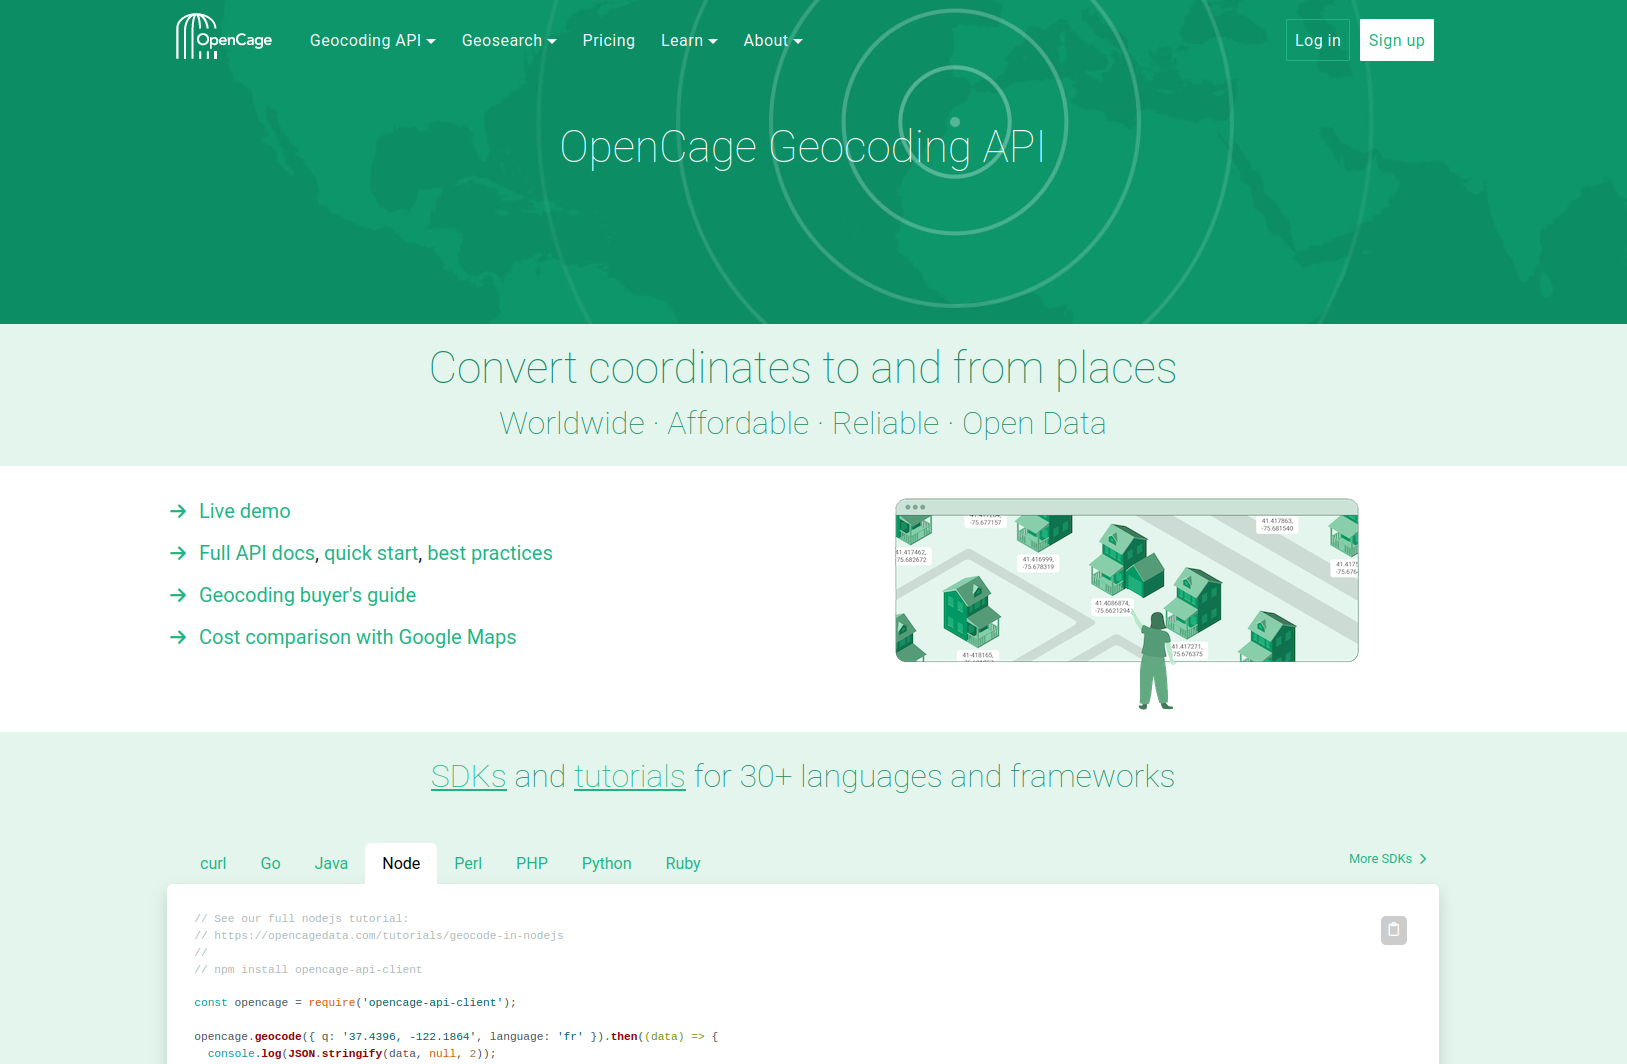 OpenCage
Geocoding API
Geosearch
Pricing
Learn
About
Log in
Sign up
OpenCage Geocoding API
Convert coordinates to and from places
Worldwide · Affordable · Reliable · Open Data
Live demo
Full API docs, quick start, best practices
Geocoding buyer's guide
Cost comparison with Google Maps
-75.677157
41.417863,
-75.681540
41.417462,
75.682672
41.416999,
-75.678319
41.4175
-75.676
41.4086874,
-75.6621294
41.417271,
75.676375
41-418165,
SDKs and tutorials for 30+ languages and frameworks
curl
Go
Java
Node
Perl
PHP
Python
Ruby
More SDKs
// See our full nodejs tutorial:
// https://opencagedata.com/tutorials/geocode-in-nodejs
//
// npm install opencage-api-client
const opencage = require('opencage-api-client');
opencage.geocode({ q: '37.4396, -122.1864', language: 'fr' }).then((data) => {
console.log(JSON.stringify(data, null, 2));